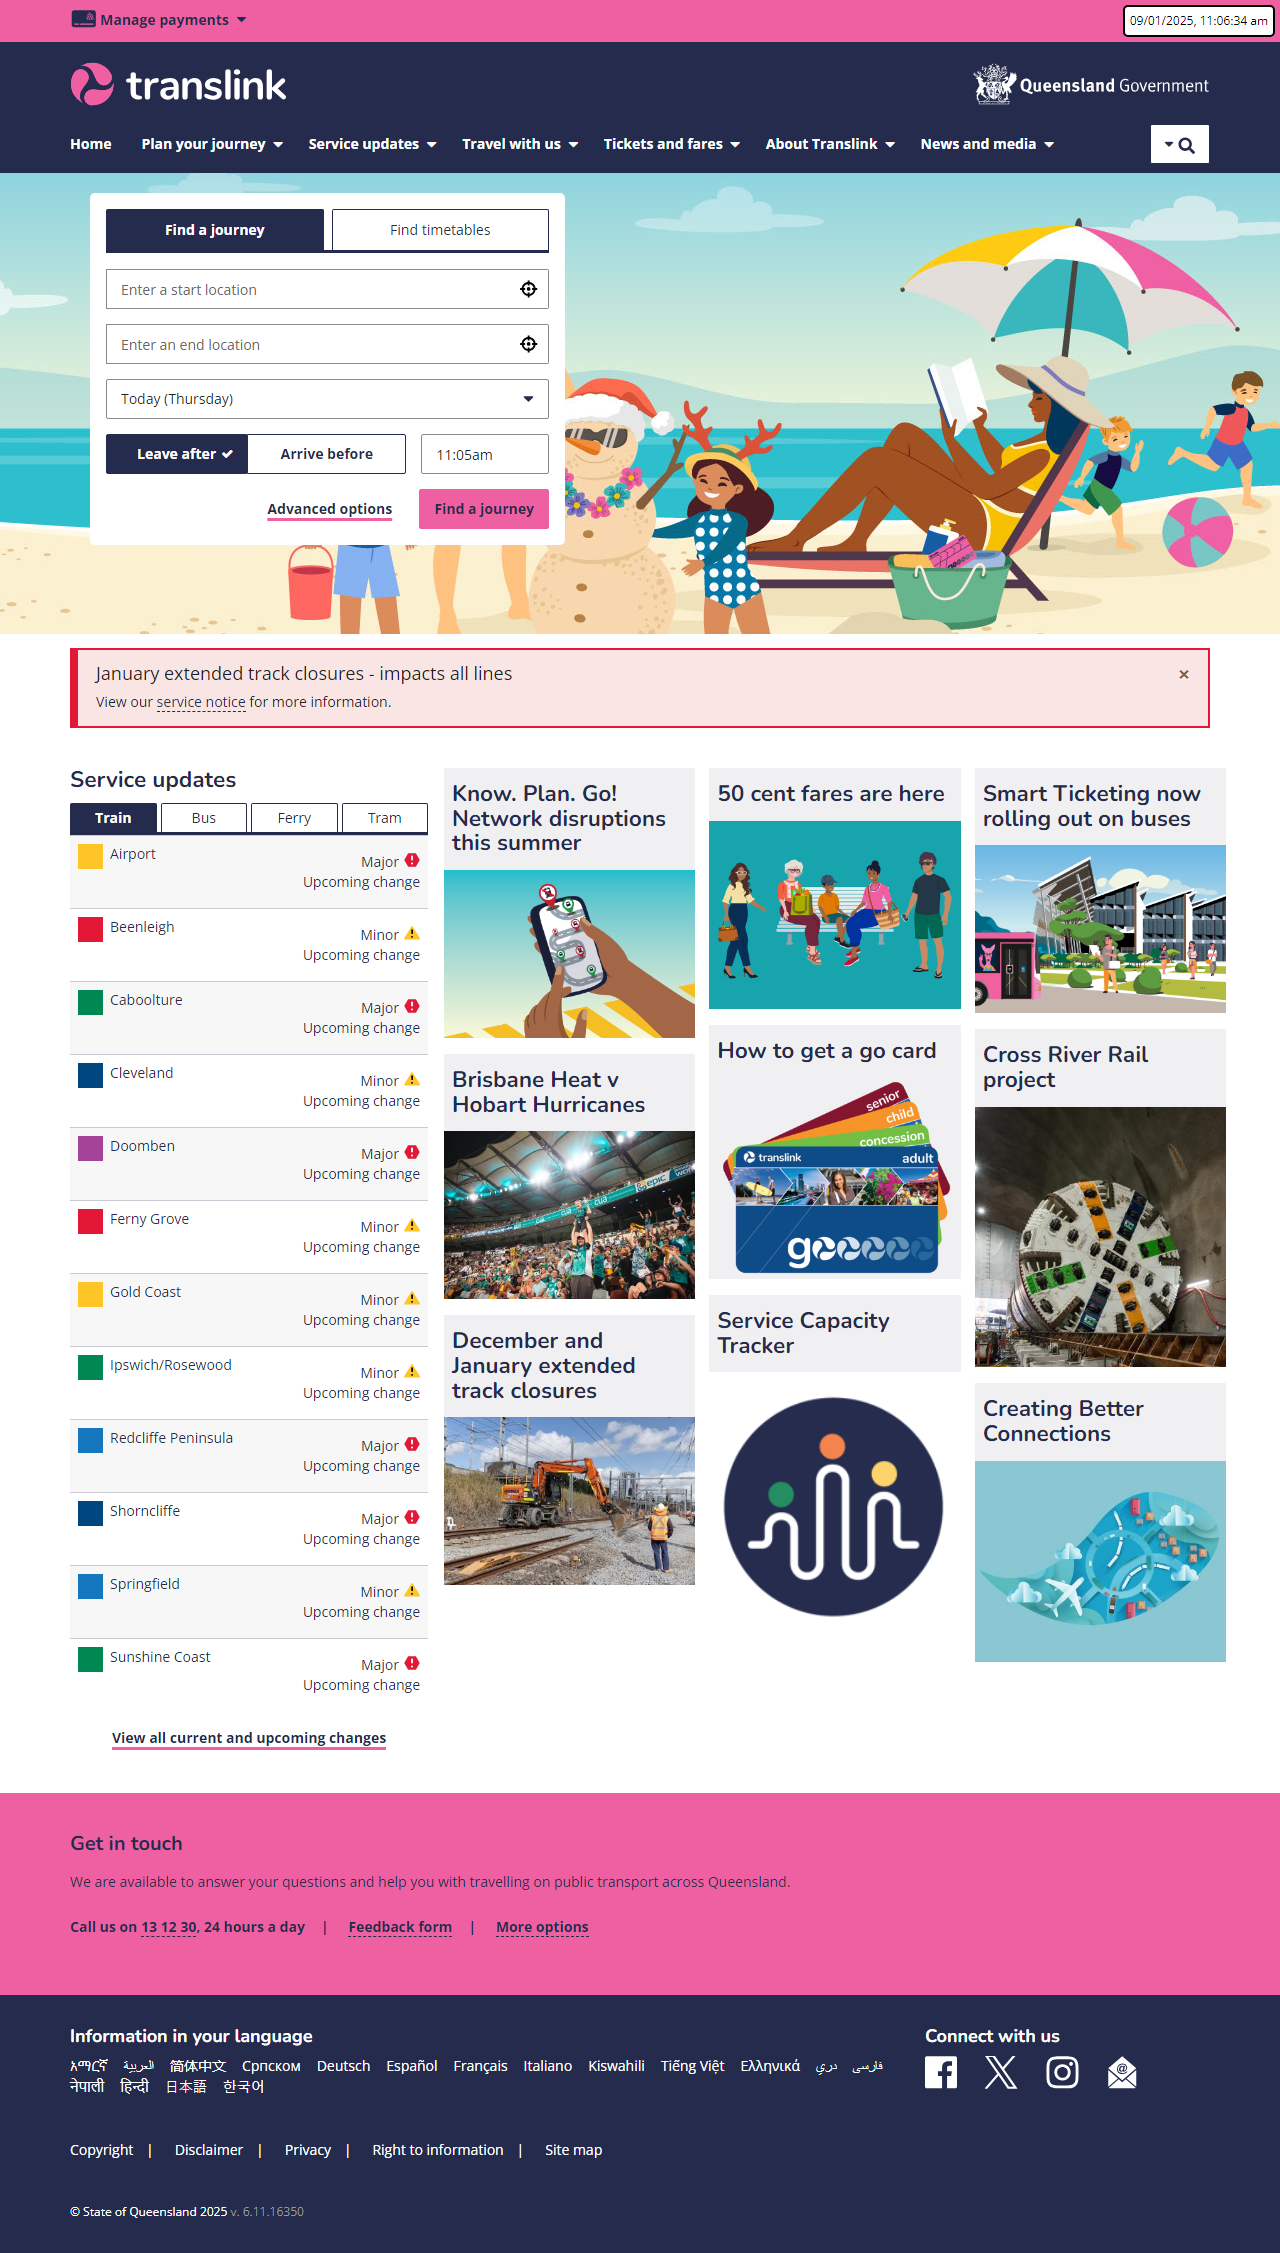 Manage payments
09/01/2025, 11:06:34 am
translink
Queensland Government
Home
Plan your journey
Service updates
Travel with us
Tickets and fares
About Translink
News and media
Find a journey
Find timetables
Enter a start location
Enter an end location
Today (Thursday)
Leave after
Arrive before
11:05am
Advanced options
Find a journey
January extended track closures - impacts all lines
×
View our service notice for more information.
Service updates
Train
Bus
Ferry
Tram
Airport
Major
Upcoming change
Beenleigh
Minor
Upcoming change
Caboolture
Major
Upcoming change
Cleveland
Minor
Upcoming change
Doomben
Major
Upcoming change
Ferny Grove
Minor
Upcoming change
Gold Coast
Minor
Upcoming change
Ipswich/Rosewood
Minor
Upcoming change
Redcliffe Peninsula
Major
Upcoming change
Shorncliffe
Major
Upcoming change
Springfield
Minor
Upcoming change
Sunshine Coast
Major
Upcoming change
View all current and upcoming changes
Know. Plan. Go!
Network disruptions
this summer
Brisbane Heat v
Hobart Hurricanes
epic
cua
cua
December and
January extended
track closures
50 cent fares are here
How to get a go card
senior
child
concession
translink
adult
go
Service Capacity
Tracker
Smart Ticketing now
rolling out on buses
Cross River Rail
project
Creating Better
Connections
Get in touch
We are available to answer your questions and help you with travelling on public transport across Queensland.
Call us on 13 12 30, 24 hours a day | Feedback form | More options
Information in your language
አማርኛ العربية 简体中文 Српском Deutsch Español Français Italiano Kiswahili Tiếng Việt Ελληνικά دري فارسی
नेपाली हिन्दी 日本語 한국어
Connect with us
Copyright | Disclaimer | Privacy | Right to information | Site map
© State of Queensland 2025 v. 6.11.16350